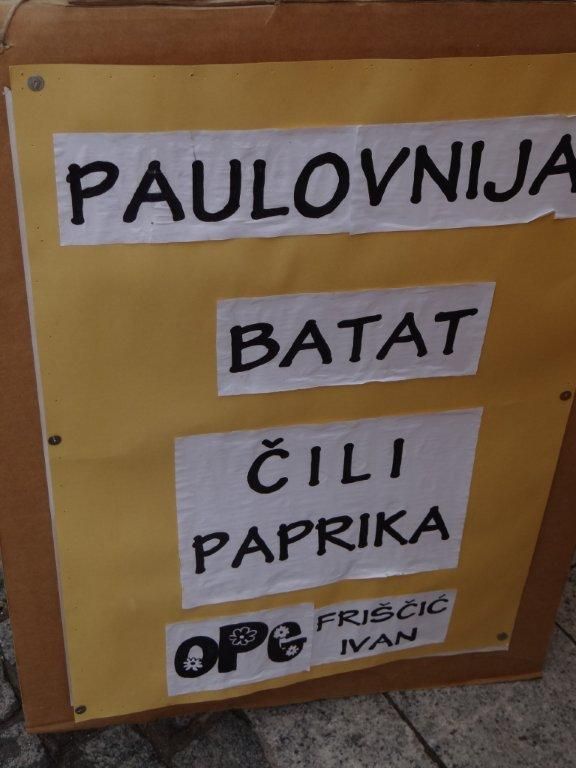 PAULOVNIJA
BATAT
ČILI
PAPRIKA
OPG FRIŠČIĆ
IVAN